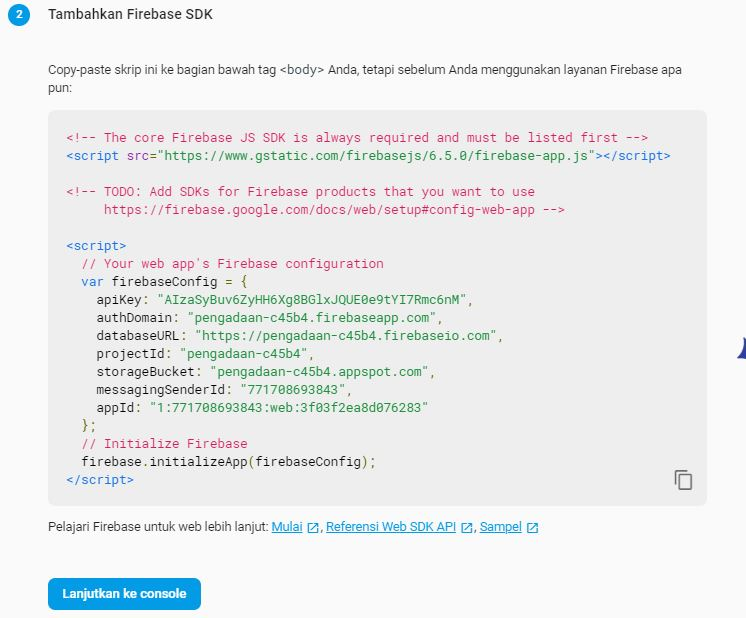 2 Tambahkan Firebase SDK
Copy-paste skrip ini ke bagian bawah tag <body> Anda, tetapi sebelum Anda menggunakan layanan Firebase apa
pun:
<!-- The core Firebase JS SDK is always required and must be listed first -->
<script src="https://www.gstatic.com/firebasejs/6.5.0/firebase-app.js"></script>
<!-- TODO: Add SDKs for Firebase products that you want to use
https://firebase.google.com/docs/web/setup#config-web-app -->
<script>
// Your web app's Firebase configuration
var firebaseConfig = {
apiKey: "AIzaSyBuv6ZyHH6Xg8BGlxJQUE0e9tYI7Rmc6nM",
authDomain: "pengadaan-c45b4.firebaseapp.com",
databaseURL: "https://pengadaan-c45b4.firebaseio.com",
projectId: "pengadaan-c45b4",
storageBucket: "pengadaan-c45b4.appspot.com",
messagingSenderId: "771708693843",
appId: "1:771708693843:web:3f03f2ea8d076283"
};
// Initialize Firebase
firebase.initializeApp(firebaseConfig);
</script>
Pelajari Firebase untuk web lebih lanjut: Mulai, Referensi Web SDK API, Sampel
Lanjutkan ke console